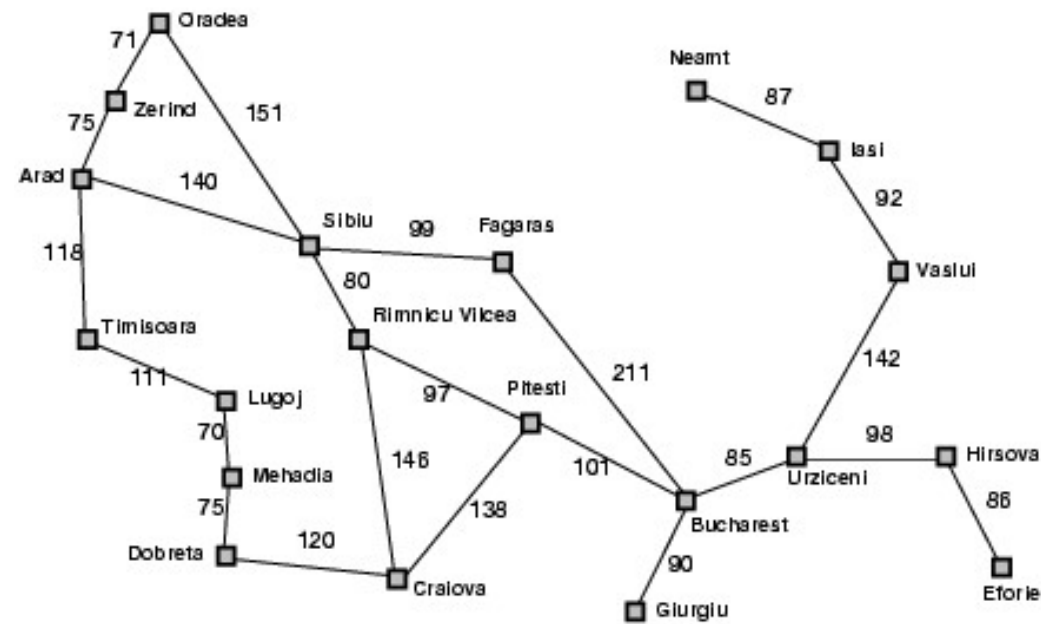 Oradea
71
Neamt
87
Zerind
75
151
Iasi
Arad
140
92
Sibiu
99
Fagaras
118
80
Vaslui
Rimnicu Vilcea
Timisoara
142
111
211
Lugoj
97
Pitesti
70
98
Mehadia
146
101
85
Hirsova
Urziceni
75
138
86
Bucharest
Dobreta
120
90
Craiova
Eforie
Giurgiu